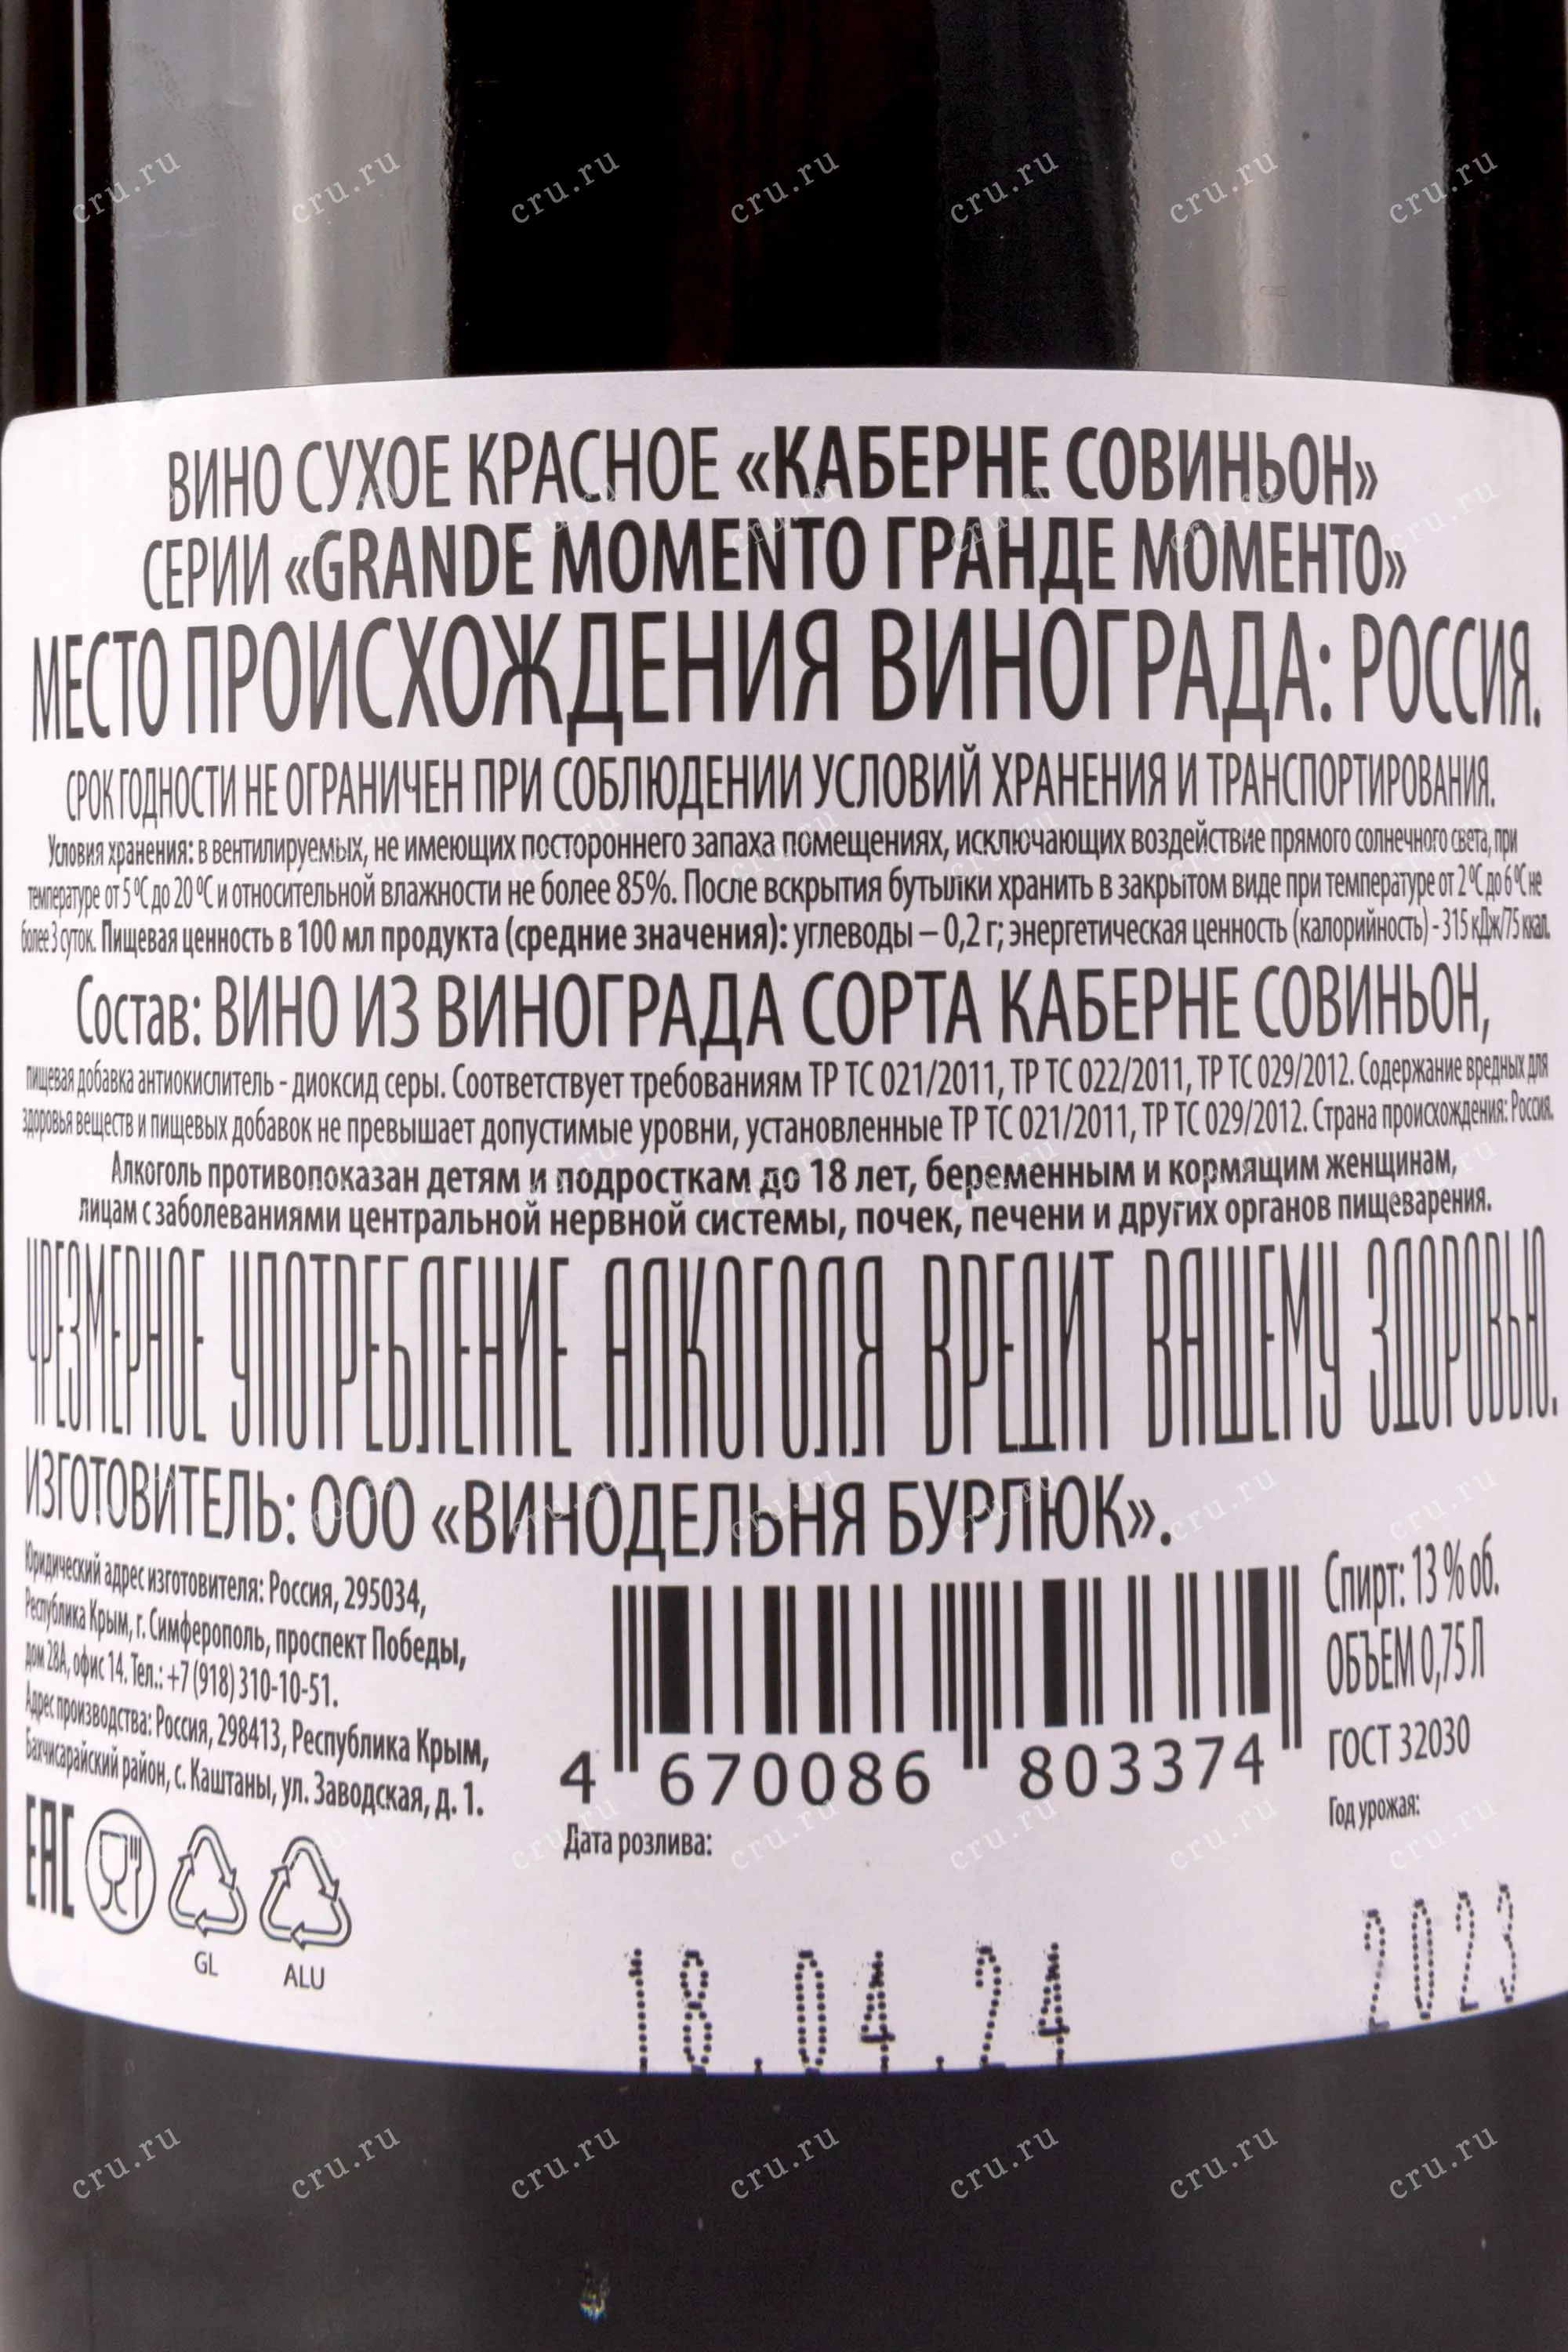 ВИНО СУХОЕ КРАСНОЕ «КАБЕРНЕ СОВИНЬОН»
СЕРИИ «GRANDE MOMENTO ГРАНДЕ МОМЕНТО»
МЕСТО ПРОИСХОЖДЕНИЯ ВИНОГРАДА: РОССИЯ.
СРОК ГОДНОСТИ НЕ ОГРАНИЧЕН ПРИ СОБЛЮДЕНИИ УСЛОВИЙ ХРАНЕНИЯ И ТРАНСПОРТИРОВАНИЯ.
Условия хранения: в вентилируемых, не имеющих постороннего запаха помещениях, исключающих воздействие прямого солнечного света, при
температуре от 5 °С до 20 °С и относительной влажности не более 85%. После вскрытия бутылки хранить в закрытом виде при температуре от 2 °С до 6 °С не
более 3 суток. Пищевая ценность в 100 мл продукта (средние значения): углеводы – 0,2 г; энергетическая ценность (калорийность) - 315 кДж/75 ккал.
Состав: ВИНО ИЗ ВИНОГРАДА СОРТА КАБЕРНЕ СОВИНЬОН,
пищевая добавка антиокислитель - диоксид серы. Соответствует требованиям ТР ТС 021/2011, ТР ТС 022/2011, ТР ТС 029/2012. Содержание вредных для
здоровья веществ и пищевых добавок не превышает допустимые уровни, установленные ТР ТС 021/2011, ТР ТС 029/2012. Страна происхождения: Россия.
Алкоголь противопоказан детям и подросткам до 18 лет, беременным и кормящим женщинам,
лицам с заболеваниями центральной нервной системы, почек, печени и других органов пищеварения.
ЧРЕЗМЕРНОЕ УПОТРЕБЛЕНИЕ АЛКОГОЛЯ ВРЕДИТ ВАШЕМУ ЗДОРОВЬЮ.
ИЗГОТОВИТЕЛЬ: ООО «ВИНОДЕЛЬНЯ БУРЛЮК».
Юридический адрес изготовителя: Россия, 295034,
Республика Крым, г. Симферополь, проспект Победы,
дом 28А, офис 14. Тел.: +7 (918) 310-10-51.
Адрес производства: Россия, 298413, Республика Крым,
Бахчисарайский район, с. Каштаны, ул. Заводская, д. 1.
EAC
GL
ALU
4 670086 803374
Дата розлива:
18.04.24
Спирт: 13 % об.
ОБЪЕМ 0,75 Л
ГОСТ 32030
Год урожая:
2023
cru.ru